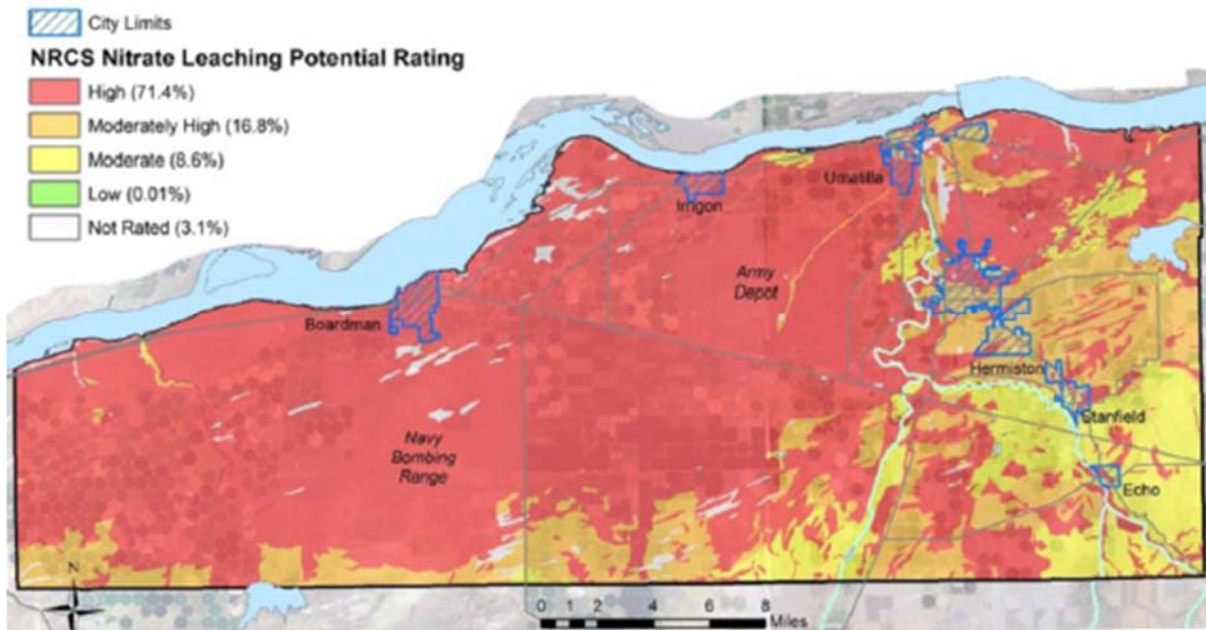 City Limits
NRCS Nitrate Leaching Potential Rating
High (71.4%)
Moderately High (16.8%)
Moderate (8.6%)
Low (0.01%)
Not Rated (3.1%)
Umatilla
Irrigon
Army
Depot
Boardman
Hermiston
Stanfield
Navy
Bombing
Range
Echo
N
0 1 2 4 6 8
Miles